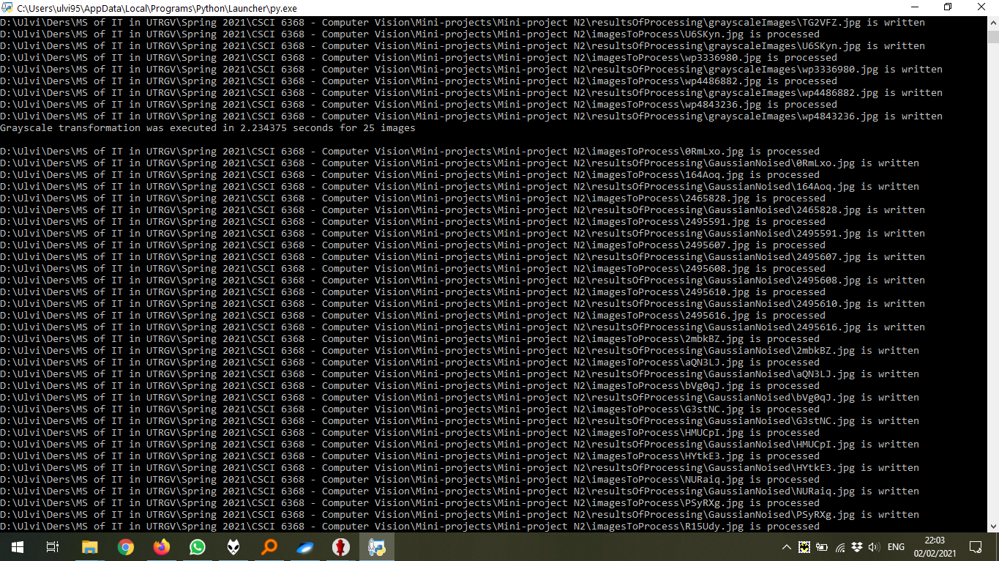 C:\Users\ulvi95\AppData\Local\Programs\Python\Launcher\py.exe
D:\Ulvi\Ders\MS of IT in UTRGV\Spring 2021\CSCI 6368 - Computer Vision\Mini-projects\Mini-project N2\resultsOfProcessing\grayscaleImages\TG2VFZ.jpg is written
D:\Ulvi\Ders\MS of IT in UTRGV\Spring 2021\CSCI 6368 - Computer Vision\Mini-projects\Mini-project N2\imagesToProcess\U6SKyn.jpg is processed
D:\Ulvi\Ders\MS of IT in UTRGV\Spring 2021\CSCI 6368 - Computer Vision\Mini-projects\Mini-project N2\resultsOfProcessing\grayscaleImages\U6SKyn.jpg is written
D:\Ulvi\Ders\MS of IT in UTRGV\Spring 2021\CSCI 6368 - Computer Vision\Mini-projects\Mini-project N2\imagesToProcess\wp3336980.jpg is processed
D:\Ulvi\Ders\MS of IT in UTRGV\Spring 2021\CSCI 6368 - Computer Vision\Mini-projects\Mini-project N2\resultsOfProcessing\grayscaleImages\wp3336980.jpg is written
D:\Ulvi\Ders\MS of IT in UTRGV\Spring 2021\CSCI 6368 - Computer Vision\Mini-projects\Mini-project N2\imagesToProcess\wp4486882.jpg is processed
D:\Ulvi\Ders\MS of IT in UTRGV\Spring 2021\CSCI 6368 - Computer Vision\Mini-projects\Mini-project N2\resultsOfProcessing\grayscaleImages\wp4486882.jpg is written
D:\Ulvi\Ders\MS of IT in UTRGV\Spring 2021\CSCI 6368 - Computer Vision\Mini-projects\Mini-project N2\imagesToProcess\wp4843236.jpg is processed
D:\Ulvi\Ders\MS of IT in UTRGV\Spring 2021\CSCI 6368 - Computer Vision\Mini-projects\Mini-project N2\resultsOfProcessing\grayscaleImages\wp4843236.jpg is written
Grayscale transformation was executed in 2.234375 seconds for 25 images
D:\Ulvi\Ders\MS of IT in UTRGV\Spring 2021\CSCI 6368 - Computer Vision\Mini-projects\Mini-project N2\imagesToProcess\0RmLxo.jpg is processed
D:\Ulvi\Ders\MS of IT in UTRGV\Spring 2021\CSCI 6368 - Computer Vision\Mini-projects\Mini-project N2\resultsOfProcessing\GaussianNoised\0RmLxo.jpg is written
D:\Ulvi\Ders\MS of IT in UTRGV\Spring 2021\CSCI 6368 - Computer Vision\Mini-projects\Mini-project N2\imagesToProcess\164Aoq.jpg is processed
D:\Ulvi\Ders\MS of IT in UTRGV\Spring 2021\CSCI 6368 - Computer Vision\Mini-projects\Mini-project N2\resultsOfProcessing\GaussianNoised\164Aoq.jpg is written
D:\Ulvi\Ders\MS of IT in UTRGV\Spring 2021\CSCI 6368 - Computer Vision\Mini-projects\Mini-project N2\imagesToProcess\2465828.jpg is processed
D:\Ulvi\Ders\MS of IT in UTRGV\Spring 2021\CSCI 6368 - Computer Vision\Mini-projects\Mini-project N2\resultsOfProcessing\GaussianNoised\2465828.jpg is written
D:\Ulvi\Ders\MS of IT in UTRGV\Spring 2021\CSCI 6368 - Computer Vision\Mini-projects\Mini-project N2\imagesToProcess\2495591.jpg is processed
D:\Ulvi\Ders\MS of IT in UTRGV\Spring 2021\CSCI 6368 - Computer Vision\Mini-projects\Mini-project N2\resultsOfProcessing\GaussianNoised\2495591.jpg is written
D:\Ulvi\Ders\MS of IT in UTRGV\Spring 2021\CSCI 6368 - Computer Vision\Mini-projects\Mini-project N2\imagesToProcess\2495607.jpg is processed
D:\Ulvi\Ders\MS of IT in UTRGV\Spring 2021\CSCI 6368 - Computer Vision\Mini-projects\Mini-project N2\resultsOfProcessing\GaussianNoised\2495607.jpg is written
D:\Ulvi\Ders\MS of IT in UTRGV\Spring 2021\CSCI 6368 - Computer Vision\Mini-projects\Mini-project N2\imagesToProcess\2495608.jpg is processed
D:\Ulvi\Ders\MS of IT in UTRGV\Spring 2021\CSCI 6368 - Computer Vision\Mini-projects\Mini-project N2\resultsOfProcessing\GaussianNoised\2495608.jpg is written
D:\Ulvi\Ders\MS of IT in UTRGV\Spring 2021\CSCI 6368 - Computer Vision\Mini-projects\Mini-project N2\imagesToProcess\2495610.jpg is processed
D:\Ulvi\Ders\MS of IT in UTRGV\Spring 2021\CSCI 6368 - Computer Vision\Mini-projects\Mini-project N2\resultsOfProcessing\GaussianNoised\2495610.jpg is written
D:\Ulvi\Ders\MS of IT in UTRGV\Spring 2021\CSCI 6368 - Computer Vision\Mini-projects\Mini-project N2\imagesToProcess\2495616.jpg is processed
D:\Ulvi\Ders\MS of IT in UTRGV\Spring 2021\CSCI 6368 - Computer Vision\Mini-projects\Mini-project N2\resultsOfProcessing\GaussianNoised\2495616.jpg is written
D:\Ulvi\Ders\MS of IT in UTRGV\Spring 2021\CSCI 6368 - Computer Vision\Mini-projects\Mini-project N2\imagesToProcess\2mbkBZ.jpg is processed
D:\Ulvi\Ders\MS of IT in UTRGV\Spring 2021\CSCI 6368 - Computer Vision\Mini-projects\Mini-project N2\resultsOfProcessing\GaussianNoised\2mbkBZ.jpg is written
D:\Ulvi\Ders\MS of IT in UTRGV\Spring 2021\CSCI 6368 - Computer Vision\Mini-projects\Mini-project N2\imagesToProcess\aQN3LJ.jpg is processed
D:\Ulvi\Ders\MS of IT in UTRGV\Spring 2021\CSCI 6368 - Computer Vision\Mini-projects\Mini-project N2\resultsOfProcessing\GaussianNoised\aQN3LJ.jpg is written
D:\Ulvi\Ders\MS of IT in UTRGV\Spring 2021\CSCI 6368 - Computer Vision\Mini-projects\Mini-project N2\imagesToProcess\bVg0qJ.jpg is processed
D:\Ulvi\Ders\MS of IT in UTRGV\Spring 2021\CSCI 6368 - Computer Vision\Mini-projects\Mini-project N2\resultsOfProcessing\GaussianNoised\bVg0qJ.jpg is written
D:\Ulvi\Ders\MS of IT in UTRGV\Spring 2021\CSCI 6368 - Computer Vision\Mini-projects\Mini-project N2\imagesToProcess\G3stNC.jpg is processed
D:\Ulvi\Ders\MS of IT in UTRGV\Spring 2021\CSCI 6368 - Computer Vision\Mini-projects\Mini-project N2\resultsOfProcessing\GaussianNoised\G3stNC.jpg is written
D:\Ulvi\Ders\MS of IT in UTRGV\Spring 2021\CSCI 6368 - Computer Vision\Mini-projects\Mini-project N2\imagesToProcess\HMUCpI.jpg is processed
D:\Ulvi\Ders\MS of IT in UTRGV\Spring 2021\CSCI 6368 - Computer Vision\Mini-projects\Mini-project N2\resultsOfProcessing\GaussianNoised\HMUCpI.jpg is written
D:\Ulvi\Ders\MS of IT in UTRGV\Spring 2021\CSCI 6368 - Computer Vision\Mini-projects\Mini-project N2\imagesToProcess\HYtkE3.jpg is processed
D:\Ulvi\Ders\MS of IT in UTRGV\Spring 2021\CSCI 6368 - Computer Vision\Mini-projects\Mini-project N2\resultsOfProcessing\GaussianNoised\HYtkE3.jpg is written
D:\Ulvi\Ders\MS of IT in UTRGV\Spring 2021\CSCI 6368 - Computer Vision\Mini-projects\Mini-project N2\imagesToProcess\NURaiq.jpg is processed
D:\Ulvi\Ders\MS of IT in UTRGV\Spring 2021\CSCI 6368 - Computer Vision\Mini-projects\Mini-project N2\resultsOfProcessing\GaussianNoised\NURaiq.jpg is written
D:\Ulvi\Ders\MS of IT in UTRGV\Spring 2021\CSCI 6368 - Computer Vision\Mini-projects\Mini-project N2\imagesToProcess\PSyRXg.jpg is processed
D:\Ulvi\Ders\MS of IT in UTRGV\Spring 2021\CSCI 6368 - Computer Vision\Mini-projects\Mini-project N2\resultsOfProcessing\GaussianNoised\PSyRXg.jpg is written
D:\Ulvi\Ders\MS of IT in UTRGV\Spring 2021\CSCI 6368 - Computer Vision\Mini-projects\Mini-project N2\imagesToProcess\R15Udy.jpg is processed
ENG
22:03
02/02/2021